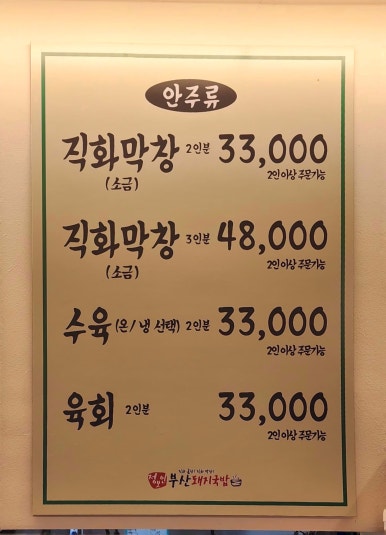 안주류
직화막창 2인분 33,000
(소금) 2인 이상 주문가능
직화막창 3인분 48,000
(소금) 2인 이상 주문가능
수육 (온/냉 선택) 2인분 33,000
2인 이상 주문가능
육회 2인분 33,000
2인 이상 주문가능
부산돼지국밥